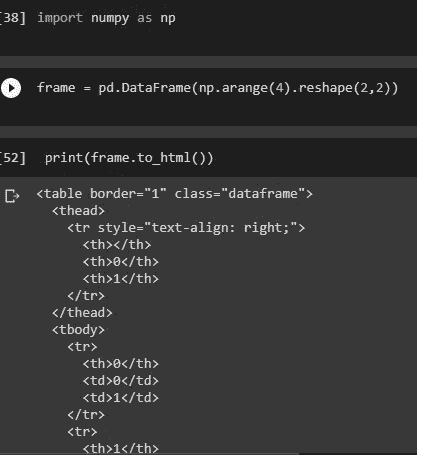 [38] import numpy as np
frame = pd.DataFrame(np.arange(4).reshape(2,2))
[52] print(frame.to_html())
<table border="1" class="dataframe">
  <thead>
    <tr style="text-align: right;">
      <th></th>
      <th>0</th>
      <th>1</th>
    </tr>
  </thead>
  <tbody>
    <tr>
      <th>0</th>
      <td>0</td>
      <td>1</td>
    </tr>
    <tr>
      <th>1</th>